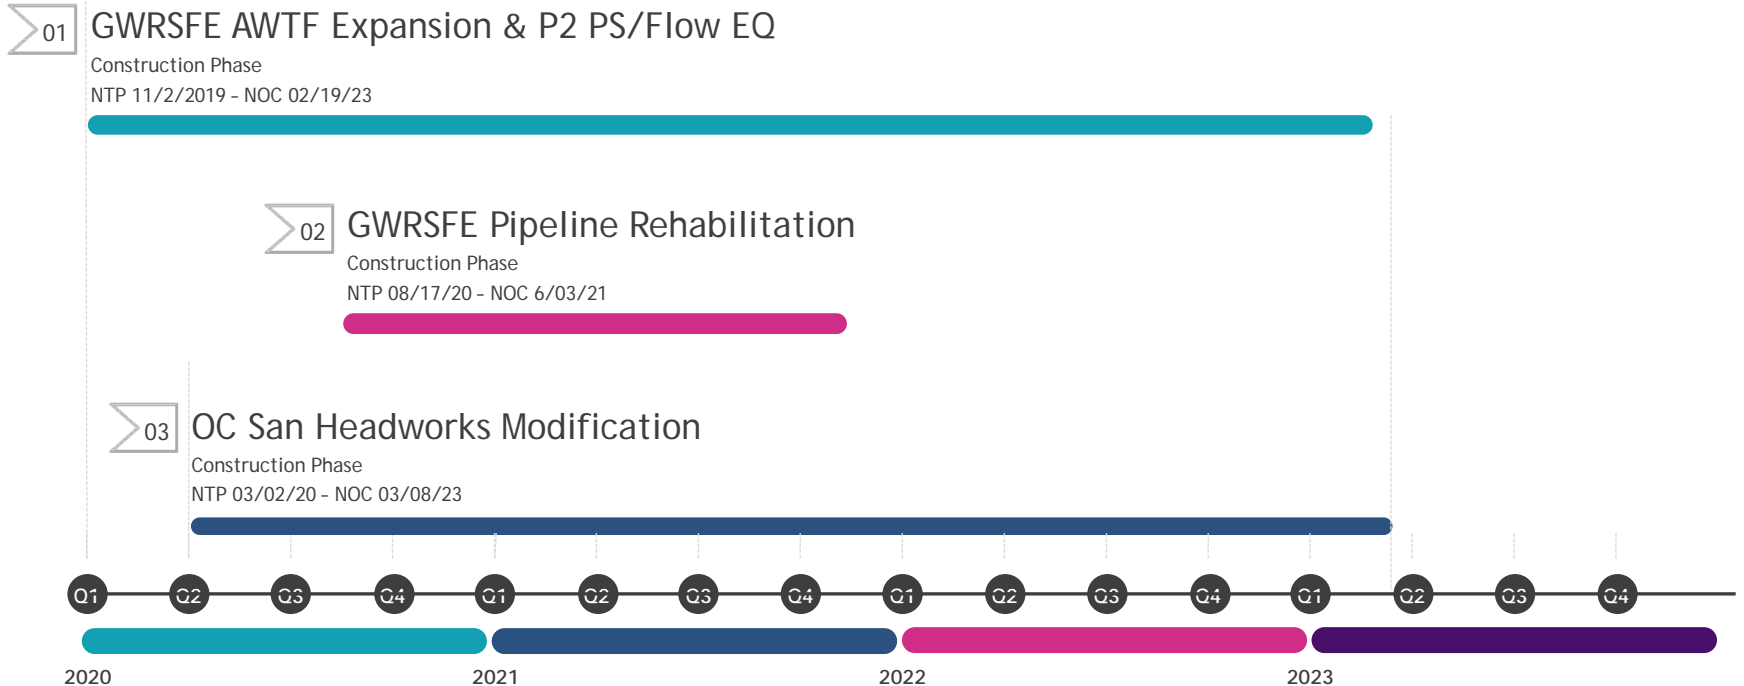 01
GWRSFE AWTF Expansion & P2 PS/Flow EQ
Construction Phase
NTP 11/2/2019 – NOC 02/19/23
02
GWRSFE Pipeline Rehabilitation
Construction Phase
NTP 08/17/20 – NOC 6/03/21
03
OC San Headworks Modification
Construction Phase
NTP 03/02/20 – NOC 03/08/23
Q1 Q2 Q3 Q4 Q1 Q2 Q3 Q4 Q1 Q2 Q3 Q4 Q1 Q2 Q3 Q4
2020 2021 2022 2023